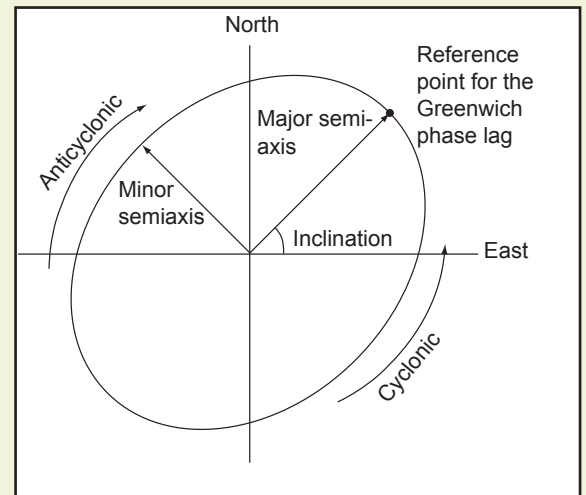 North
Reference
point for the
Greenwich
phase lag
Anticyclonic
Major semi-
axis
Minor
semiaxis
Inclination
East
Cyclonic